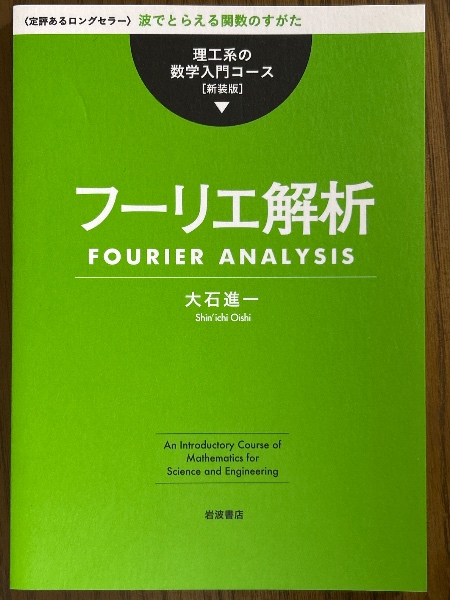 〈定評あるロングセラー〉 波でとらえる関数のすがた
理工系の
数学入門コース
[新装版]
フーリエ解析
FOURIER ANALYSIS
大石進一
Shin'ichi Oishi
An Introductory Course of
Mathematics for
Science and Engineering
岩波書店